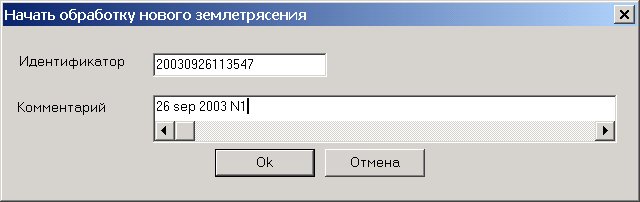 Начать обработку нового землетрясения
Идентификатор 20030926113547
Комментарий 26 sep 2003 N1
Ok Отмена